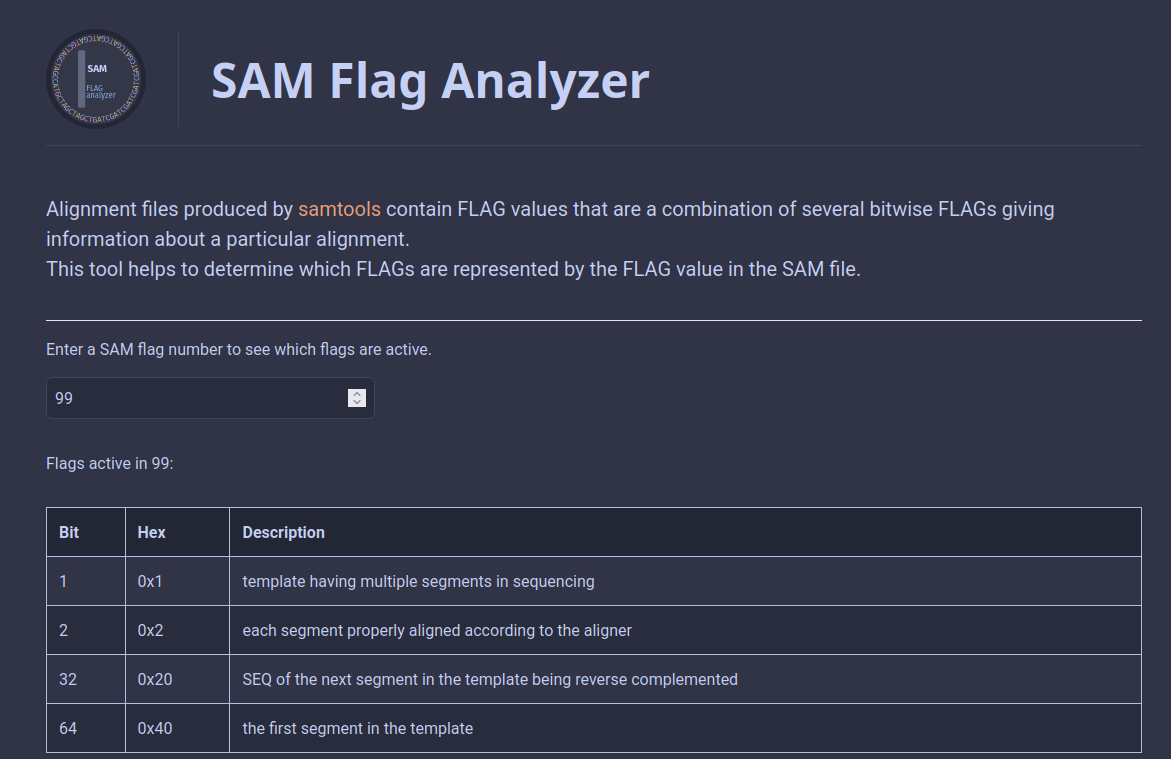 SAM
FLAG
analyzer
SAM Flag Analyzer
Alignment files produced by samtools contain FLAG values that are a combination of several bitwise FLAGs giving
information about a particular alignment.
This tool helps to determine which FLAGs are represented by the FLAG value in the SAM file.
Enter a SAM flag number to see which flags are active.
99
Flags active in 99:
Bit Hex Description
1 0x1 template having multiple segments in sequencing
2 0x2 each segment properly aligned according to the aligner
32 0x20 SEQ of the next segment in the template being reverse complemented
64 0x40 the first segment in the template